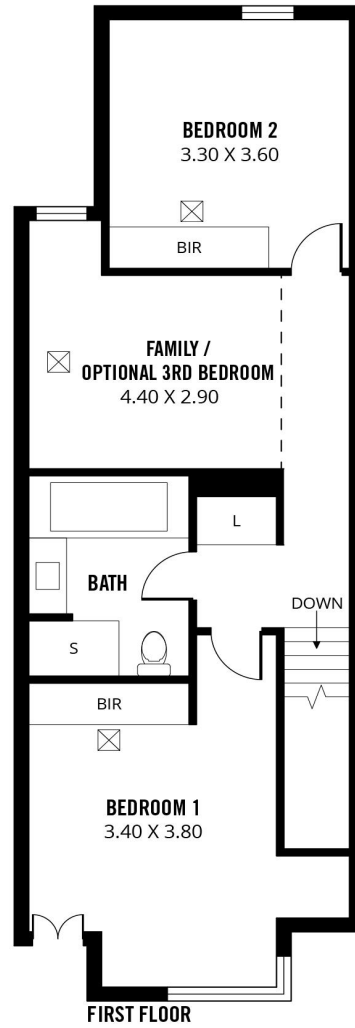 BEDROOM 2
3.30 X 3.60
BIR
FAMILY /
OPTIONAL 3RD BEDROOM
4.40 X 2.90
L
BATH
DOWN
S
BIR
BEDROOM 1
3.40 X 3.80
FIRST FLOOR